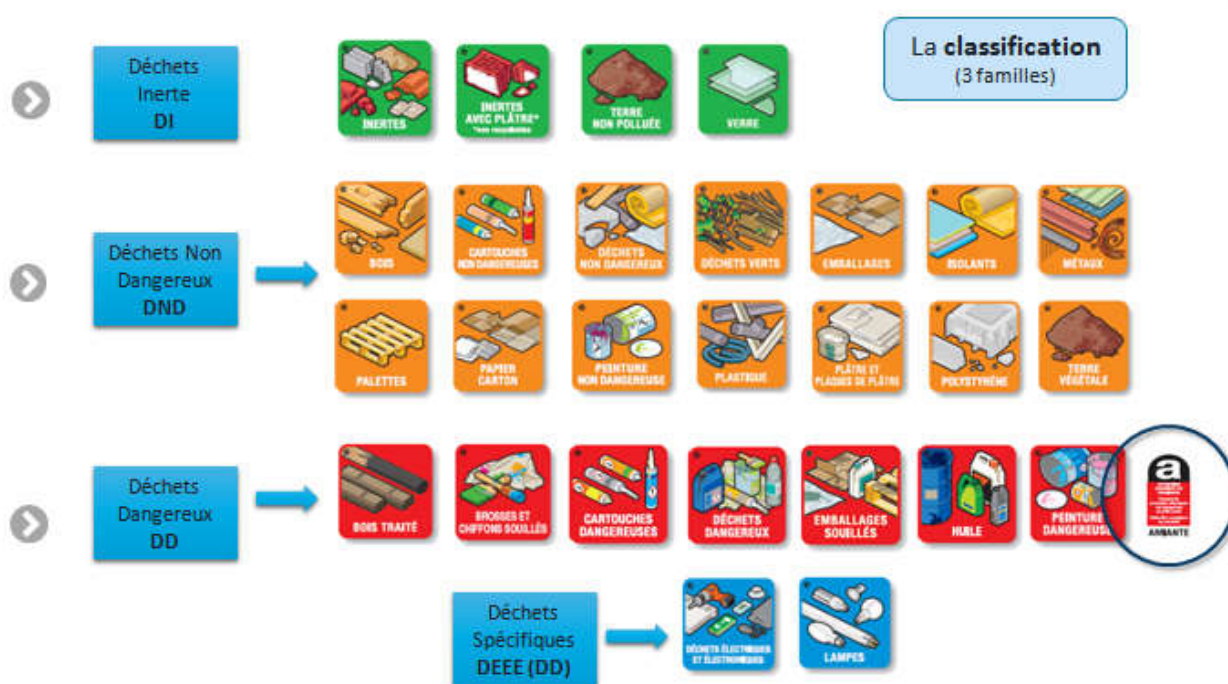 La classification
(3 familles)
Déchets
Inerte
DI
INERTES
INERTES
AVEC PLÂTRE*
TERRE
NON POLLUÉE
VERRE
Déchets Non
Dangereux
DND
BOIS
CARTOUCHES
NON DANGEREUSES
DÉCHETS
NON DANGEREUX
DÉCHETS VERTS
EMBALLAGES
ISOLANTS
MÉTAUX
PALETTES
PAPIER
CARTON
PEINTURE
NON DANGEREUSE
PLASTIQUE
PLÂTRE ET
PLAQUES DE PLÂTRE
POLYSTYRÈNE
TERRE
VÉGÉTALE
Déchets
Dangereux
DD
BOIS TRAITÉ
BROSSES ET
CHIFFONS SOUILLÉS
CARTOUCHES
DANGEREUSES
DÉCHETS
DANGEREUX
EMBALLAGES
SOUILLÉS
HUILE
PEINTURE
DANGEREUSE
a
AMIANTE
Déchets
Spécifiques
DEEE (DD)
DÉCHETS ÉLECTRIQUES
ET ÉLECTRONIQUES
LAMPES